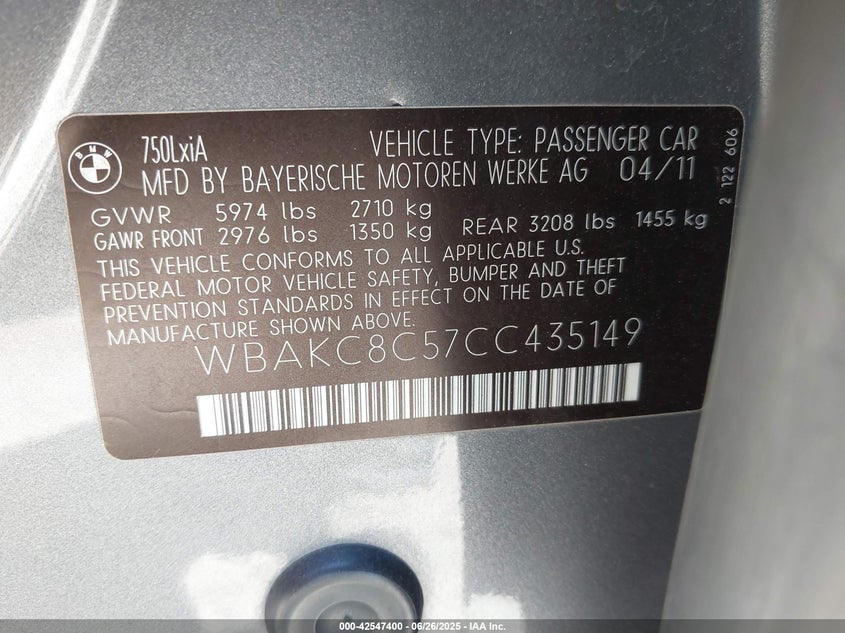 BMW
750LxiA
VEHICLE TYPE: PASSENGER CAR
MFD BY BAYERISCHE MOTOREN WERKE AG 04/11
GVWR 5974 lbs 2710 kg
GAWR FRONT 2976 lbs 1350 kg REAR 3208 lbs 1455 kg
THIS VEHICLE CONFORMS TO ALL APPLICABLE U.S.
FEDERAL MOTOR VEHICLE SAFETY, BUMPER AND THEFT
PREVENTION STANDARDS IN EFFECT ON THE DATE OF
MANUFACTURE SHOWN ABOVE.
WBAKC8C57CC435149
2 122 606
000-42547400 - 06/26/2025 - IAA Inc.